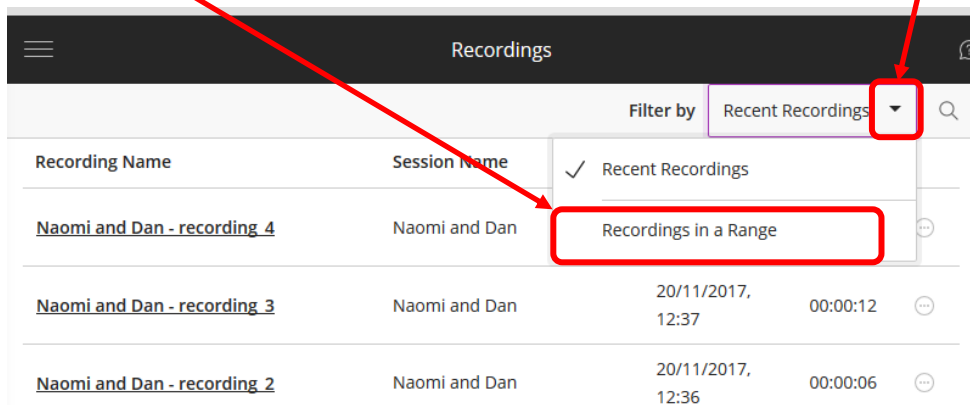 Recordings
Filter by Recent Recordings
Recording Name Session Name
Recent Recordings
Recordings in a Range
Naomi and Dan - recording_4 Naomi and Dan
Naomi and Dan - recording_3 Naomi and Dan 20/11/2017, 12:37 00:00:12
Naomi and Dan - recording_2 Naomi and Dan 20/11/2017, 12:36 00:00:06